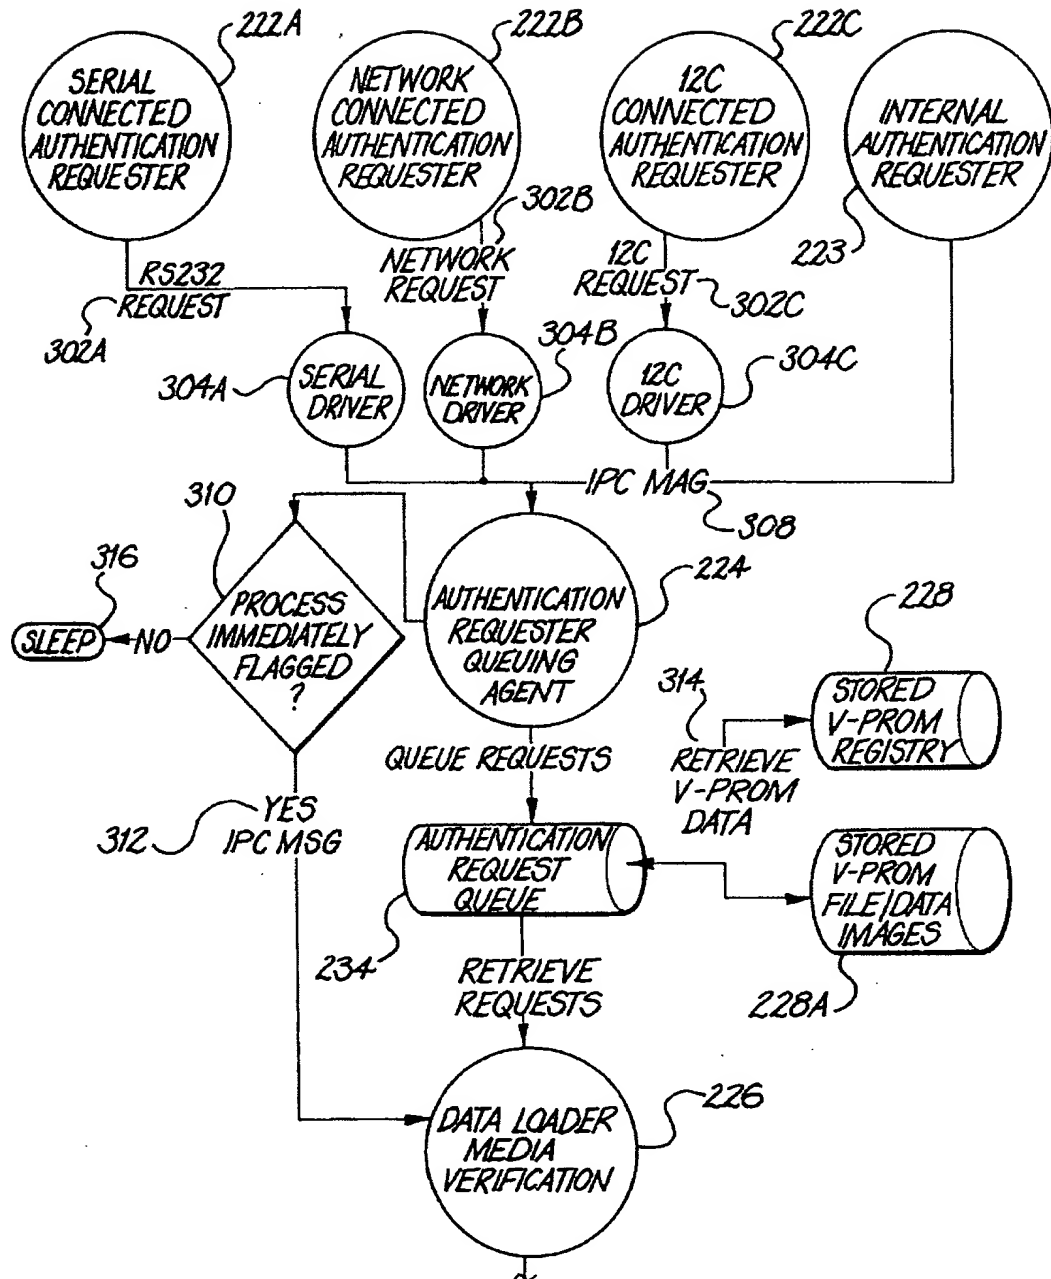 222A
222B
222C
SERIAL
CONNECTED
AUTHENTICATION
REQUESTER
NETWORK
CONNECTED
AUTHENTICATION
REQUESTER
12C
CONNECTED
AUTHENTICATION
REQUESTER
INTERNAL
AUTHENTICATION
REQUESTER
223
RS232
REQUEST
302A
302B
NETWORK
REQUEST
12C
REQUEST
302C
304A
SERIAL
DRIVER
304B
NETWORK
DRIVER
12C
DRIVER
304C
IPC MAG
308
310
316
SLEEP
NO
PROCESS
IMMEDIATELY
FLAGGED
?
AUTHENTICATION
REQUESTER
QUEUING
AGENT
224
228
STORED
V-PROM
REGISTRY
314
RETRIEVE
V-PROM
DATA
QUEUE REQUESTS
312
YES
IPC MSG
AUTHENTICATION
REQUEST
QUEUE
234
STORED
V-PROM
FILE/DATA
IMAGES
228A
RETRIEVE
REQUESTS
DATA LOADER
MEDIA
VERIFICATION
226